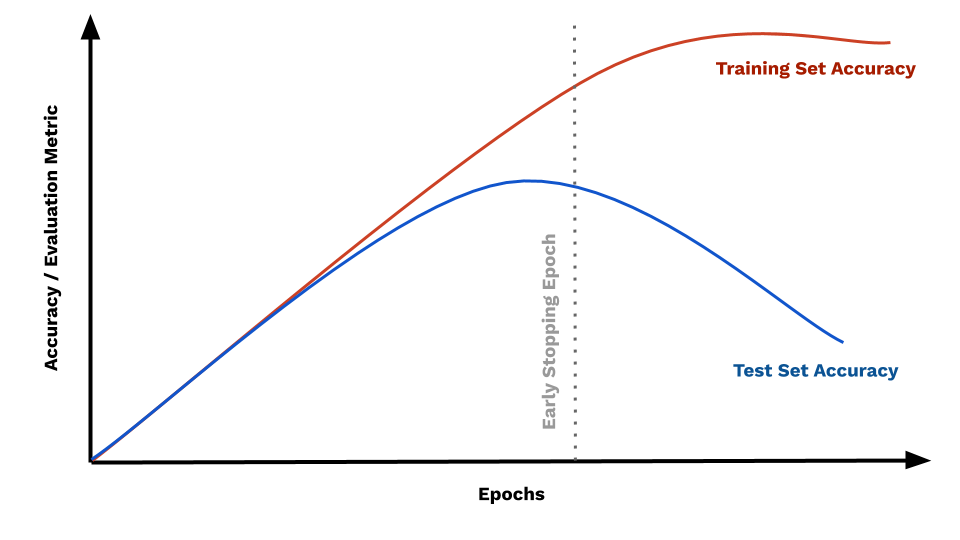 Accuracy / Evaluation Metric
Training Set Accuracy
Early Stopping Epoch
Test Set Accuracy
Epochs